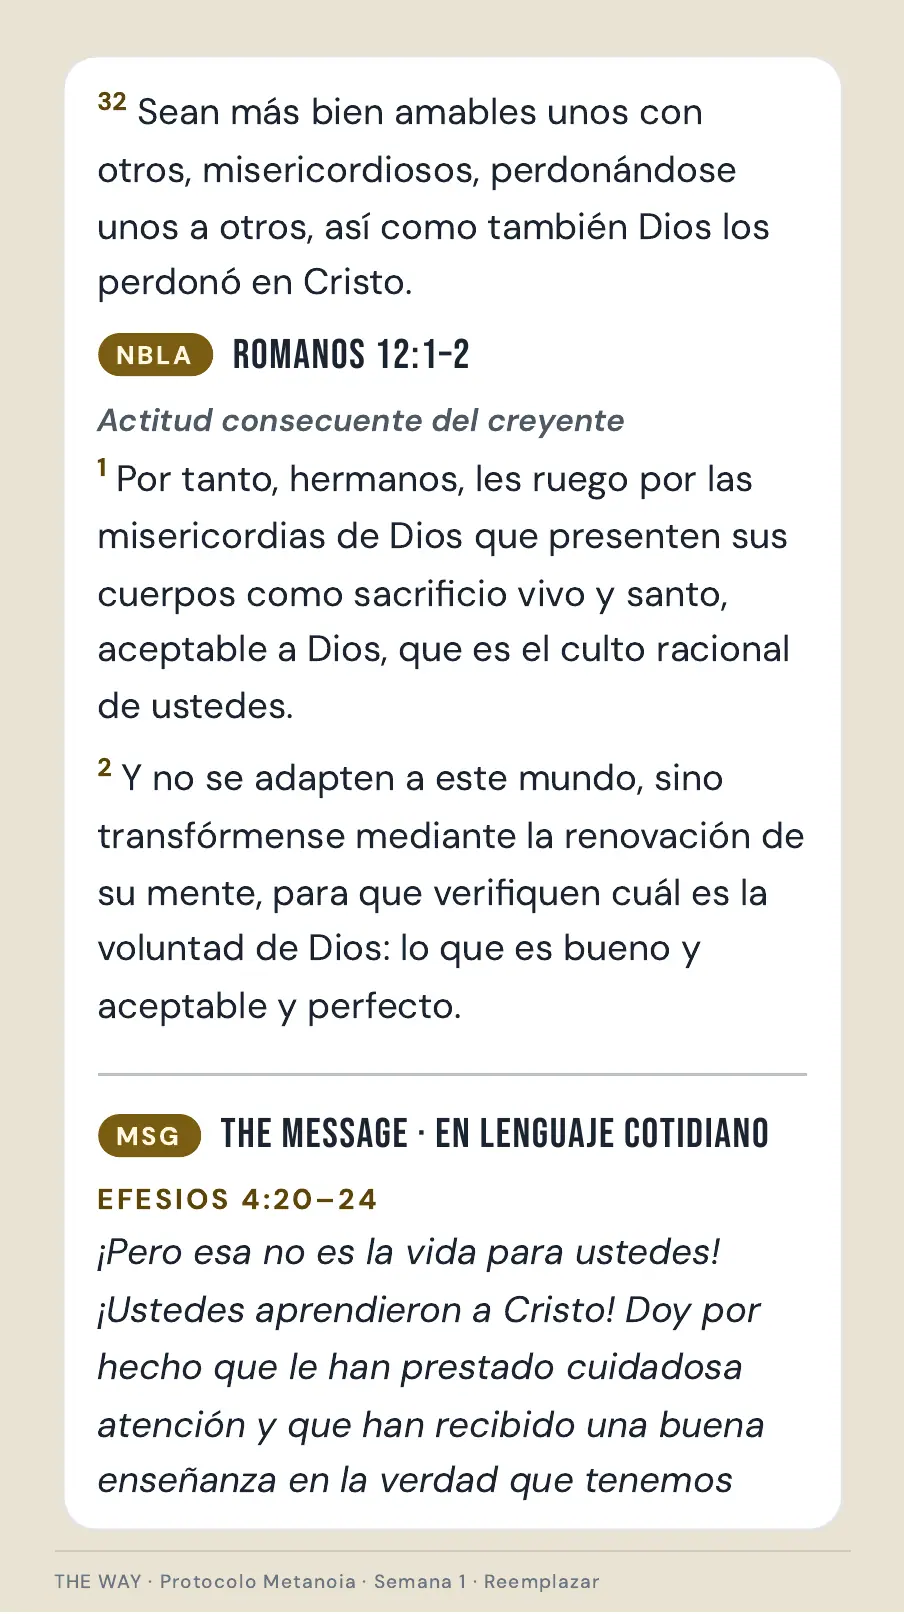 32 Sean más bien amables unos con
otros, misericordiosos, perdonándose
unos a otros, así como también Dios los
perdonó en Cristo.
NBLA ROMANOS 12:1–2
Actitud consecuente del creyente
1 Por tanto, hermanos, les ruego por las
misericordias de Dios que presenten sus
cuerpos como sacrificio vivo y santo,
aceptable a Dios, que es el culto racional
de ustedes.
2 Y no se adapten a este mundo, sino
transfórmense mediante la renovación de
su mente, para que verifiquen cuál es la
voluntad de Dios: lo que es bueno y
aceptable y perfecto.
MSG THE MESSAGE · EN LENGUAJE COTIDIANO
EFESIOS 4:20–24
¡Pero esa no es la vida para ustedes!
¡Ustedes aprendieron a Cristo! Doy por
hecho que le han prestado cuidadosa
atención y que han recibido una buena
enseñanza en la verdad que tenemos
THE WAY · Protocolo Metanoia · Semana 1 · Reemplazar